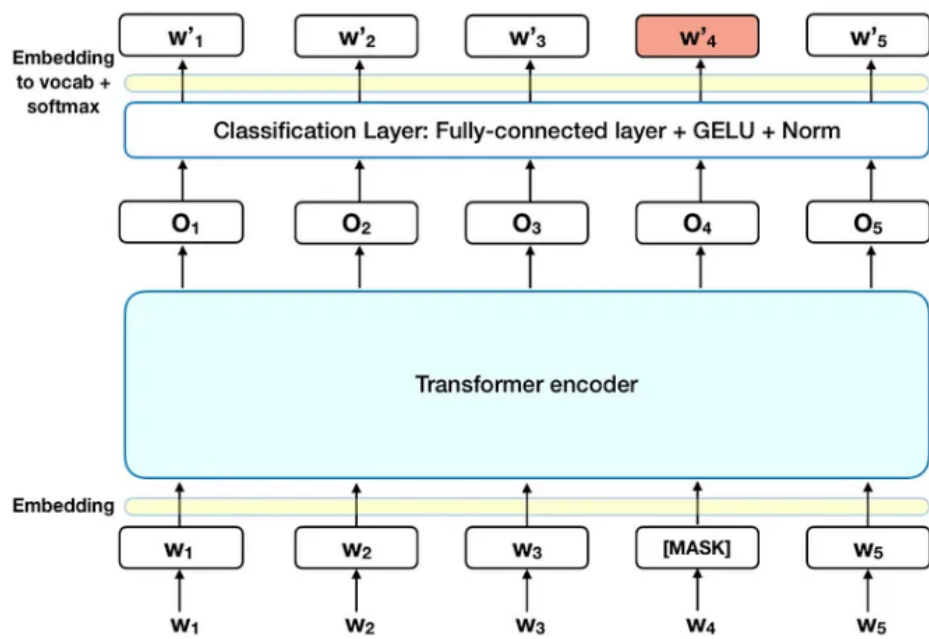 w’₁ w’₂ w’₃ w’₄ w’₅
Embedding
to vocab +
softmax
Classification Layer: Fully-connected layer + GELU + Norm
O₁ O₂ O₃ O₄ O₅
Transformer encoder
Embedding
W₁ W₂ W₃ [MASK] W₅
W₁ W₂ W₃ W₄ W₅